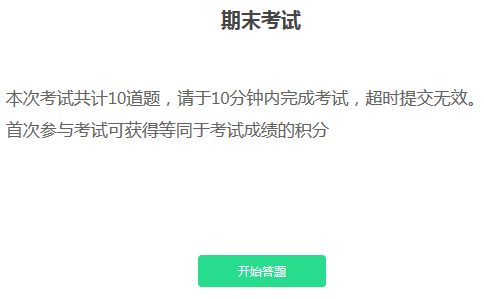 期末考试
本次考试共计10道题，请于10分钟内完成考试，超时提交无效。
首次参与考试可获得等同于考试成绩的积分
开始答题